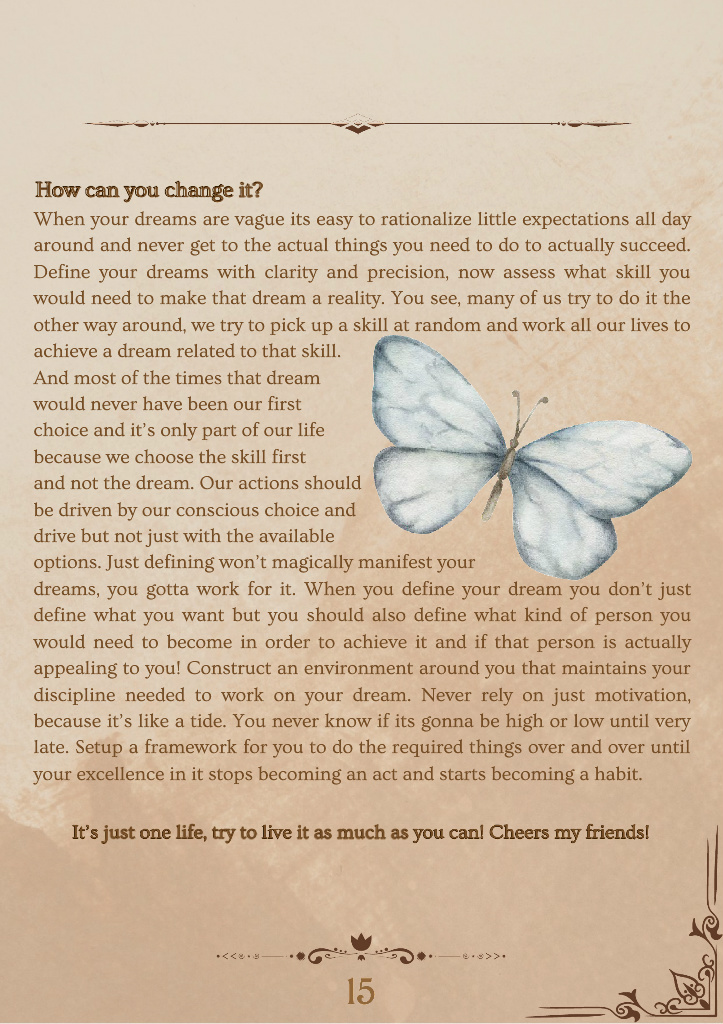 How can you change it?
When your dreams are vague its easy to rationalize little expectations all day
around and never get to the actual things you need to do to actually succeed.
Define your dreams with clarity and precision, now assess what skill you
would need to make that dream a reality. You see, many of us try to do it the
other way around, we try to pick up a skill at random and work all our lives to
achieve a dream related to that skill.
And most of the times that dream
would never have been our first
choice and it's only part of our life
because we choose the skill first
and not the dream. Our actions should
be driven by our conscious choice and
drive but not just with the available
options. Just defining won't magically manifest your
dreams, you gotta work for it. When you define your dream you don't just
define what you want but you should also define what kind of person you
would need to become in order to achieve it and if that person is actually
appealing to you! Construct an environment around you that maintains your
discipline needed to work on your dream. Never rely on just motivation,
because it's like a tide. You never know if its gonna be high or low until very
late. Setup a framework for you to do the required things over and over until
your excellence in it stops becoming an act and starts becoming a habit.
It's just one life, try to live it as much as you can! Cheers my friends!
15